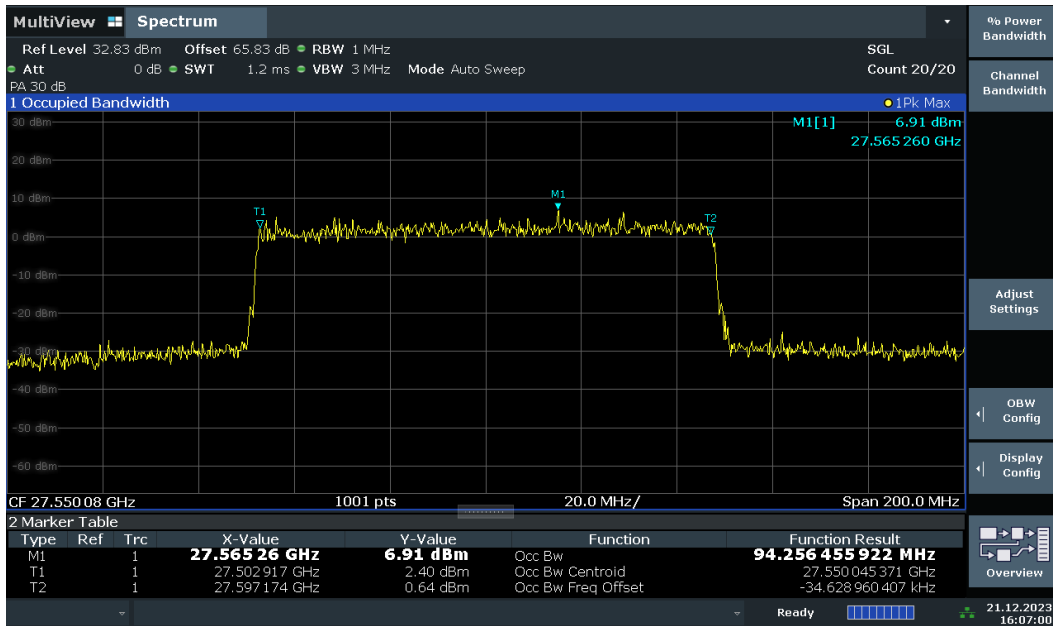 MultiView Spectrum
% Power Bandwidth
Ref Level 32.83 dBm Offset 65.83 dB RBW 1 MHz SGL
Att 0 dB SWT 1.2 ms VBW 3 MHz Mode Auto Sweep Count 20/20
PA 30 dB
Channel Bandwidth
1 Occupied Bandwidth 1Pk Max
30 dBm M1[1] 6.91 dBm
27.565 260 GHz
20 dBm
10 dBm
M1
T1
T2
0 dBm
-10 dBm
-20 dBm
-30 dBm
-40 dBm
-50 dBm
-60 dBm
Adjust Settings
OBW Config
Display Config
CF 27.550 08 GHz 1001 pts 20.0 MHz/ Span 200.0 MHz
2 Marker Table
Type Ref Trc X-Value Y-Value Function Function Result
M1 1 27.565 26 GHz 6.91 dBm Occ Bw 94.256 455 922 MHz
T1 1 27.502 917 GHz 2.40 dBm Occ Bw Centroid 27.550 045 371 GHz
T2 1 27.597 174 GHz 0.64 dBm Occ Bw Freq Offset -34.628 960 407 kHz
Overview
Ready
21.12.2023
16:07:00